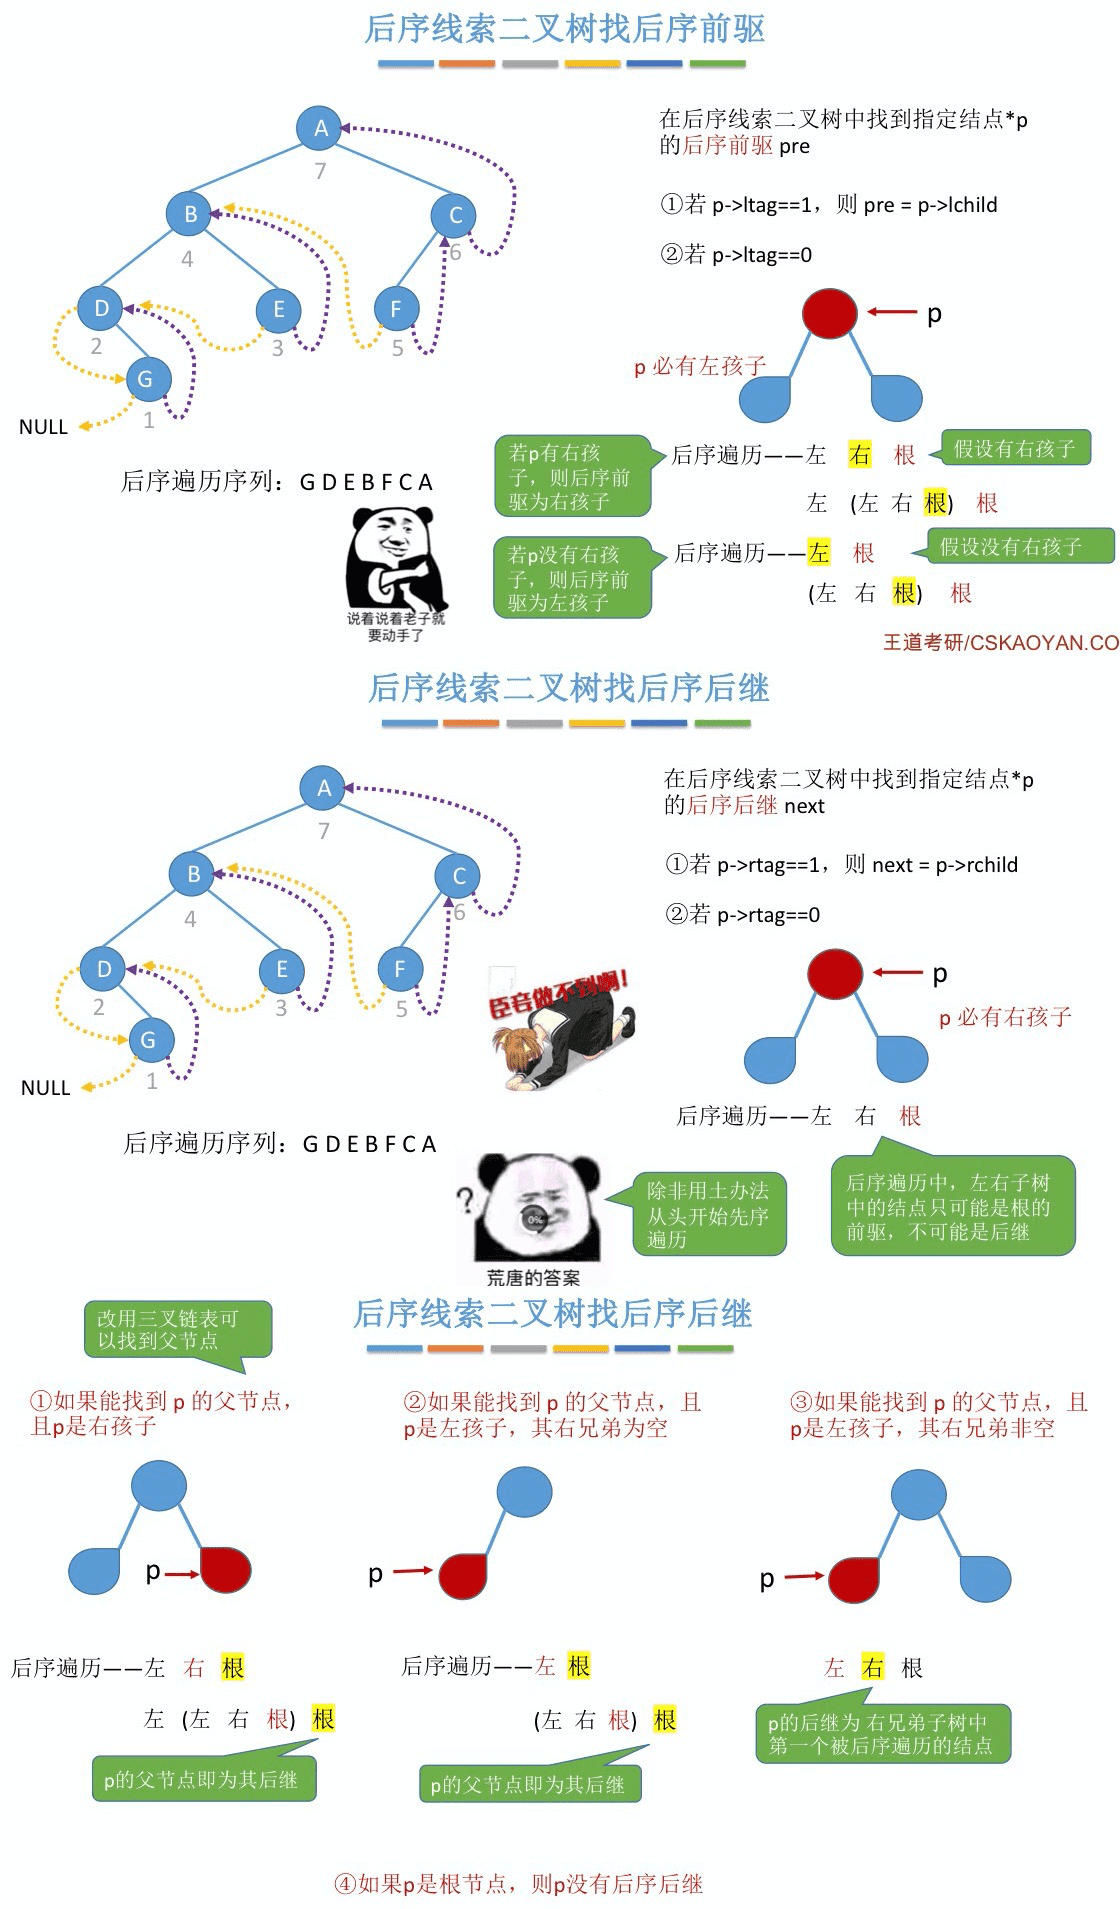 后序线索二叉树找后序前驱
A
7
B
4
C
6
D
2
E
3
F
5
G
1
NULL
后序遍历序列：G D E B F C A
说着说着老子就
要动手了
在后序线索二叉树中找到指定结点*p
的后序前驱 pre
①若 p->ltag==1，则 pre = p->lchild
②若 p->ltag==0
p
p 必有左孩子
若p有右孩
子，则后序前
驱为右孩子
后序遍历——左 右 根
假设有右孩子
左 (左 右 根) 根
若p没有右孩
子，则后序前
驱为左孩子
后序遍历——左 根
假设没有右孩子
(左 右 根) 根
王道考研/CSKAOYAN.CO
后序线索二叉树找后序后继
A
7
B
4
C
6
D
2
E
3
F
5
G
1
NULL
后序遍历序列：G D E B F C A
臣妾做不到啊！
在后序线索二叉树中找到指定结点*p
的后序后继 next
①若 p->rtag==1，则 next = p->rchild
②若 p->rtag==0
p
p 必有右孩子
后序遍历——左 右 根
后序遍历中，左右子树
中的结点只可能是根的
前驱，不可能是后继
除非用土办法
从头开始先序
遍历
?
0%
荒唐的答案
后序线索二叉树找后序后继
改用三叉链表可
以找到父节点
①如果能找到 p 的父节点，
且p是右孩子
p
后序遍历——左 右 根
左 (左 右 根) 根
p的父节点即为其后继
②如果能找到 p 的父节点，且
p是左孩子，其右兄弟为空
p
后序遍历——左 根
(左 右 根) 根
p的父节点即为其后继
③如果能找到 p 的父节点，且
p是左孩子，其右兄弟非空
p
左 右 根
p的后继为 右兄弟子树中
第一个被后序遍历的结点
④如果p是根节点，则p没有后序后继